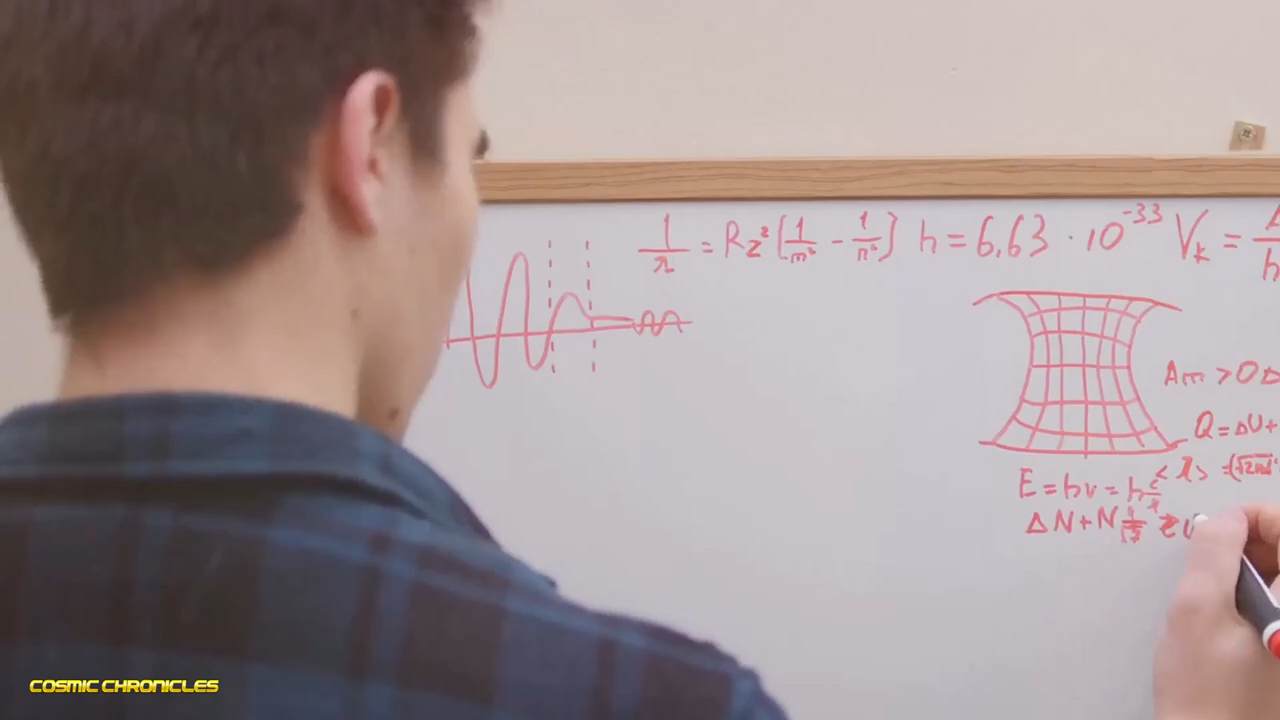 1/λ = Rz² (1/m² - 1/n²) h = 6,63 · 10⁻³³ Vk =
Am > 0
Q = ΔU +
E = hν = h c/λ <λ>
ΔN + N
COSMIC CHRONICLES